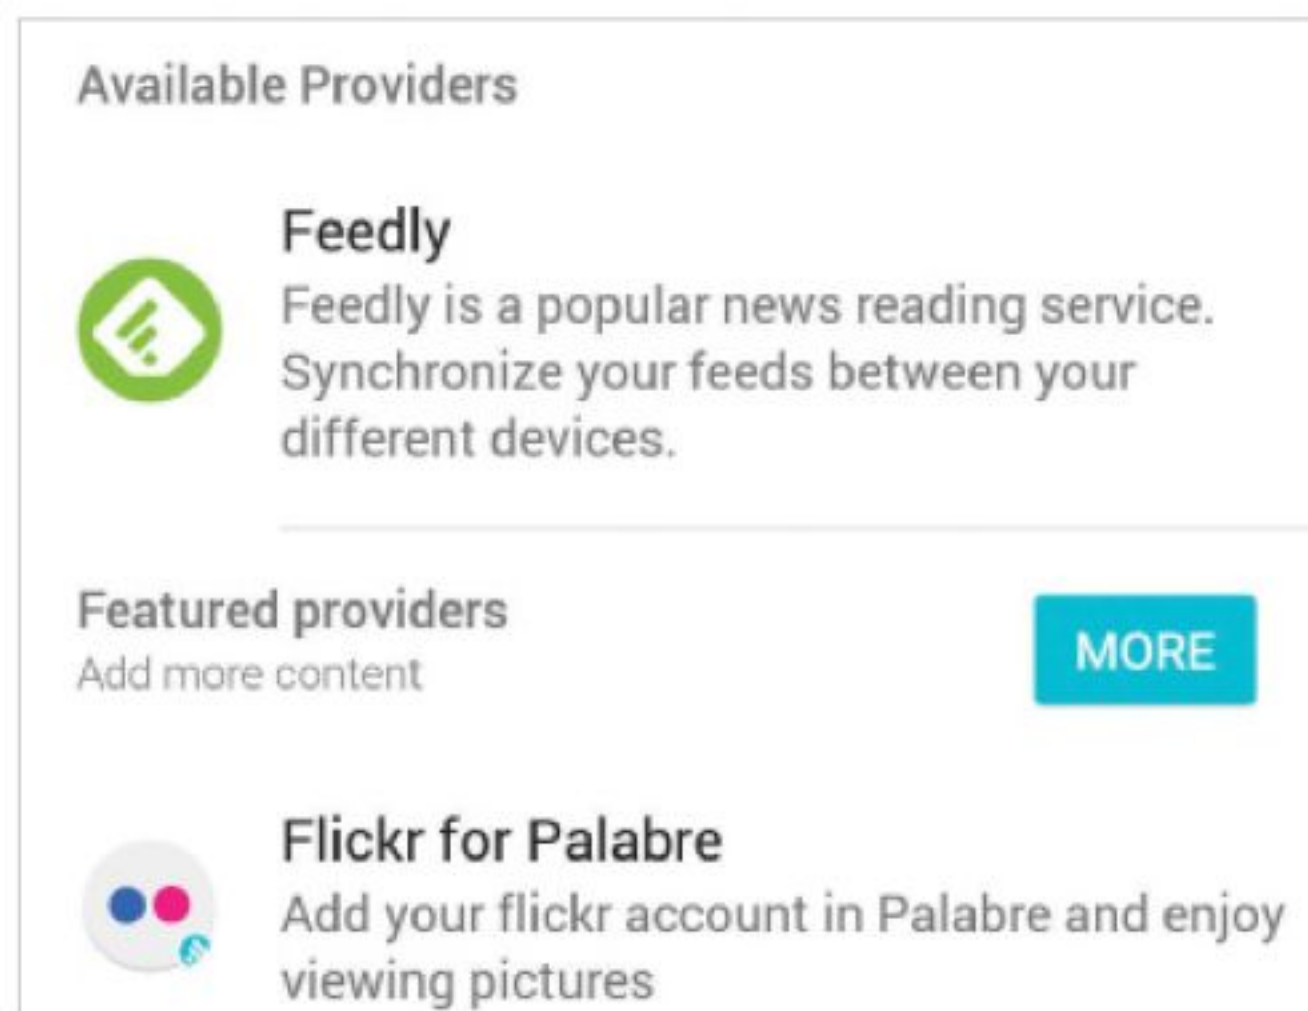 Available Providers
Feedly
Feedly is a popular news reading service.
Synchronize your feeds between your
different devices.
Featured providers
MORE
Add more content
Flickr for Palabre
Add your flickr account in Palabre and enjoy
viewing pictures